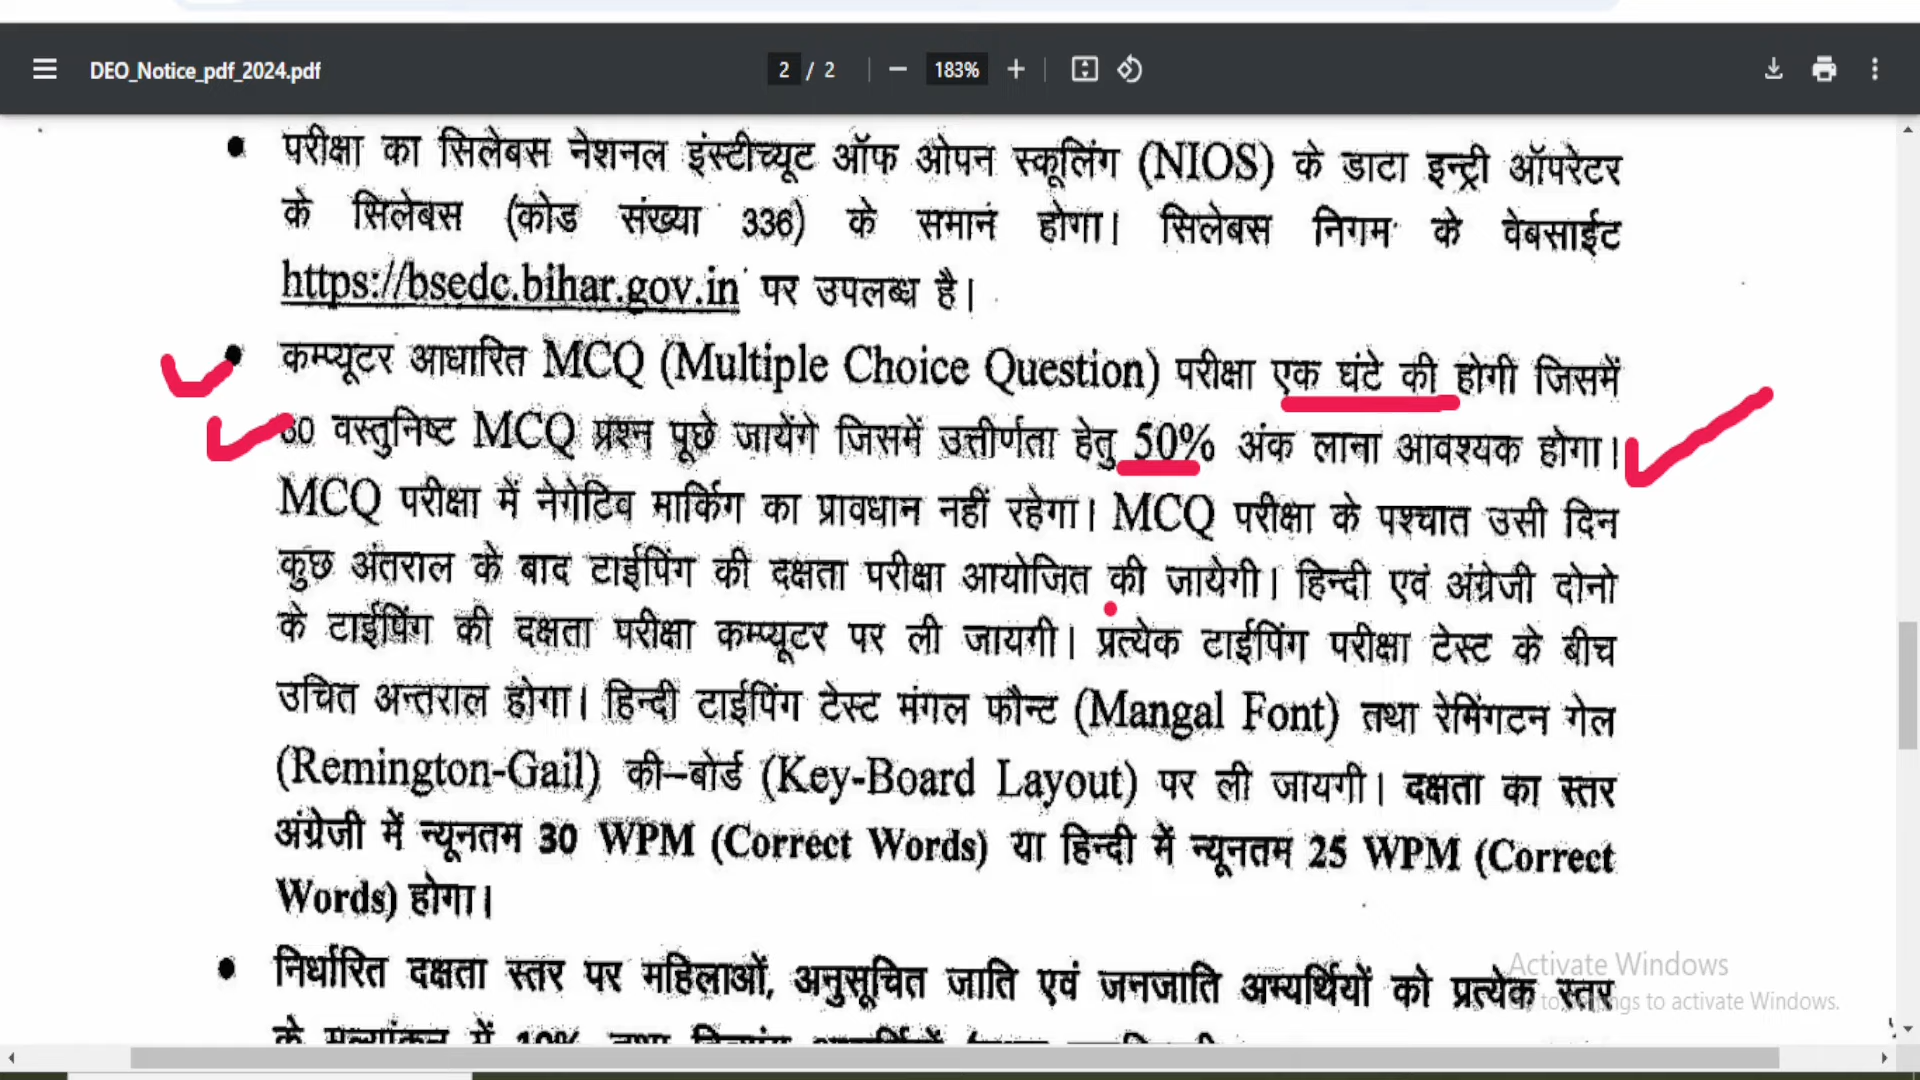 DEO_Notice_pdf_2024.pdf
2 / 2
183%
परीक्षा का सिलेबस नेशनल इंस्टीच्यूट ऑफ ओपन स्कूलिंग (NIOS) के डाटा इन्ट्री ऑपरेटर
के सिलेबस (कोड संख्या 336) के समान होगा। सिलेबस निगम के वेबसाईट
https://bsedc.bihar.gov.in पर उपलब्ध है।
कम्प्यूटर आधारित MCQ (Multiple Choice Question) परीक्षा एक घंटे की होगी जिसमें
वस्तुनिष्ट MCQ प्रश्न पूछे जायेंगे जिसमें उत्तीर्णता हेतु 50% अंक लाना आवश्यक होगा।
MCQ परीक्षा में नेगेटिव मार्किंग का प्रावधान नहीं रहेगा। MCQ परीक्षा के पश्चात उसी दिन
कुछ अंतराल के बाद टाईपिंग की दक्षता परीक्षा आयोजित की जायेगी। हिन्दी एवं अंग्रेजी दोनो
के टाईपिंग की दक्षता परीक्षा कम्प्यूटर पर ली जायगी। प्रत्येक टाईपिंग परीक्षा टेस्ट के बीच
उचित अन्तराल होगा। हिन्दी टाईपिंग टेस्ट मंगल फौन्ट (Mangal Font) तथा रेमिंगटन गेल
(Remington-Gail) की–बोर्ड (Key-Board Layout) पर ली जायगी। दक्षता का स्तर
अंग्रेजी में न्यूनतम 30 WPM (Correct Words) या हिन्दी में न्यूनतम 25 WPM (Correct
Words) होगा।
निर्धारित दक्षता स्तर पर महिलाओं, अनुसूचित जाति एवं जनजाति अभ्यर्थियों को प्रत्येक स्तर
Activate Windows
to activate Windows.